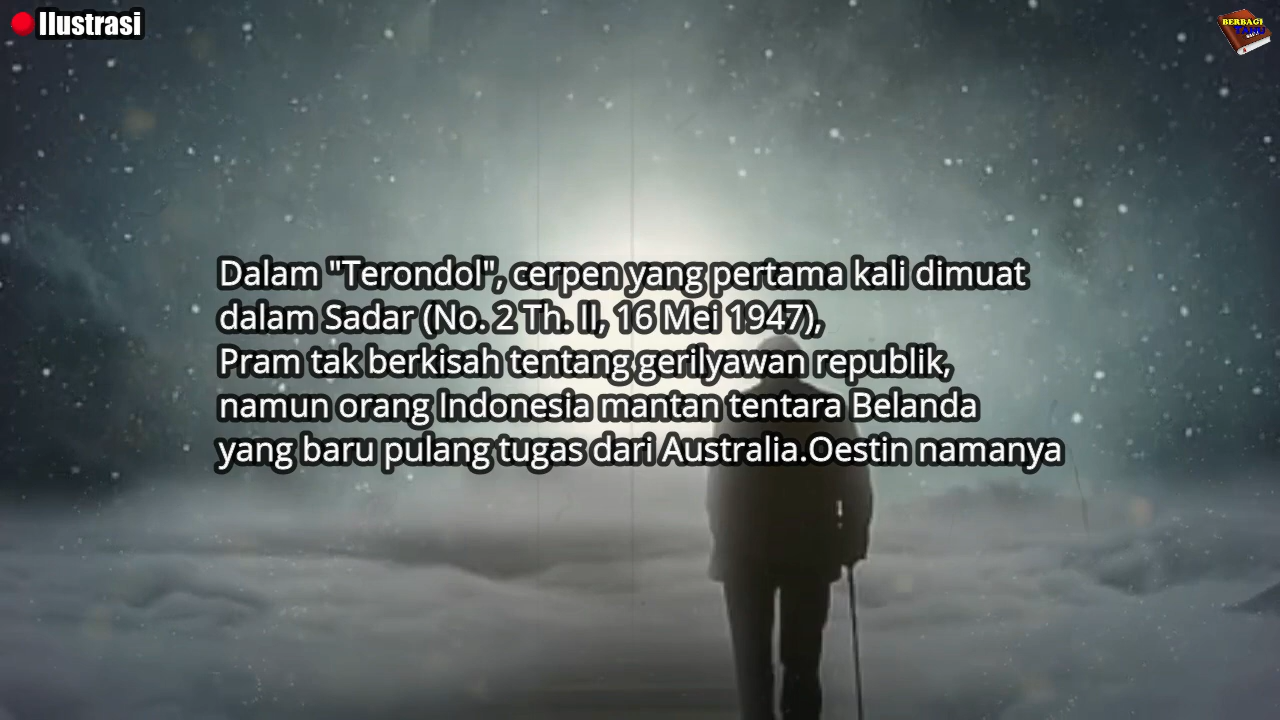 Ilustrasi
BERBAGI
Dalam "Terondol", cerpen yang pertama kali dimuat
dalam Sadar (No. 2 Th. II, 16 Mei 1947),
Pram tak berkisah tentang gerilyawan republik,
namun orang Indonesia mantan tentara Belanda
yang baru pulang tugas dari Australia.Oestin namanya